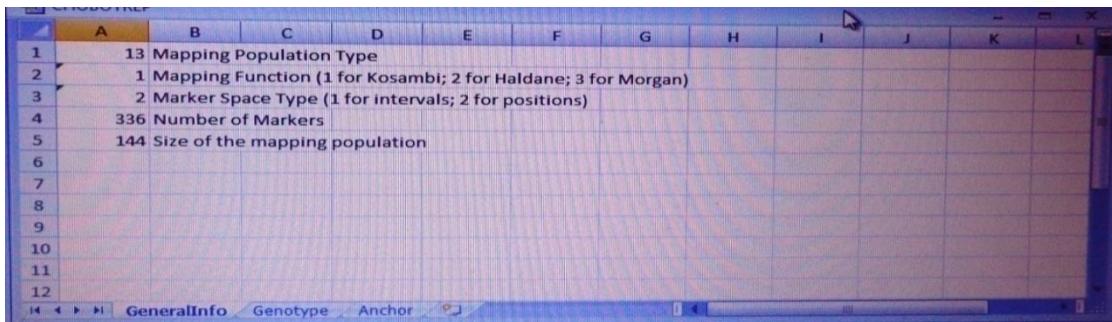 A B C D E F G H I J K L
1 13 Mapping Population Type
2 1 Mapping Function (1 for Kosambi; 2 for Haldane; 3 for Morgan)
3 2 Marker Space Type (1 for intervals; 2 for positions)
4 336 Number of Markers
5 144 Size of the mapping population
6
7
8
9
10
11
12
GeneralInfo Genotype Anchor